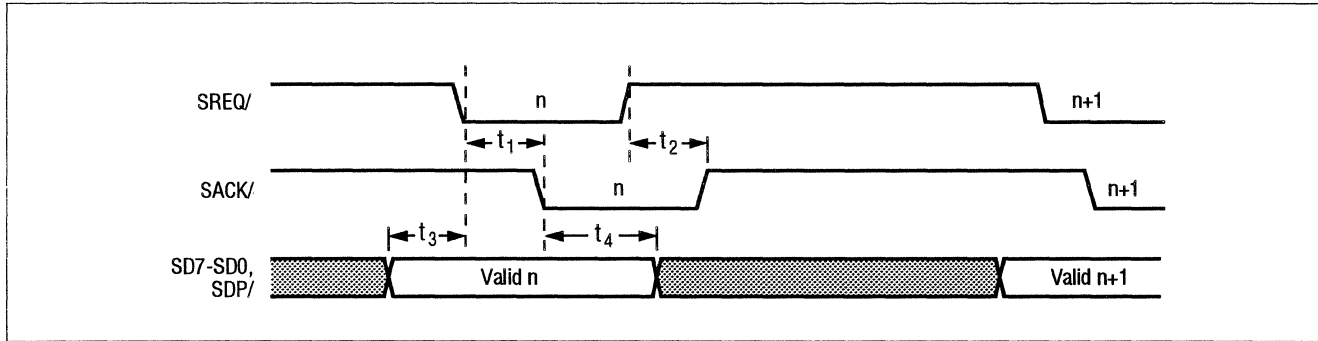 SREQ/
n
n+1
t1
t2
SACK/
n
n+1
t3
t4
SD7-SD0,
SDP/
Valid n
Valid n+1